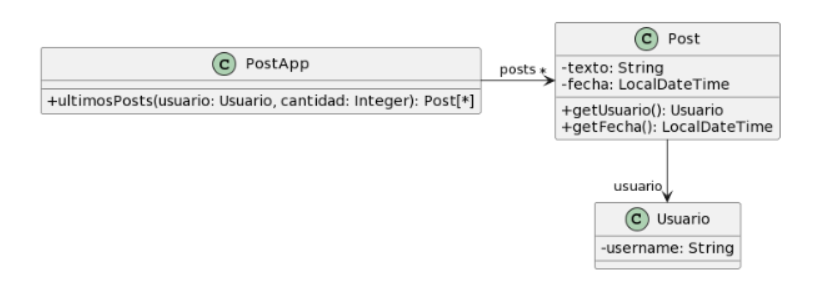 C PostApp
+ultimosPosts(usuario: Usuario, cantidad: Integer): Post[*]
posts *
C Post
-texto: String
-fecha: LocalDateTime
+getUsuario(): Usuario
+getFecha(): LocalDateTime
usuario
C Usuario
-username: String